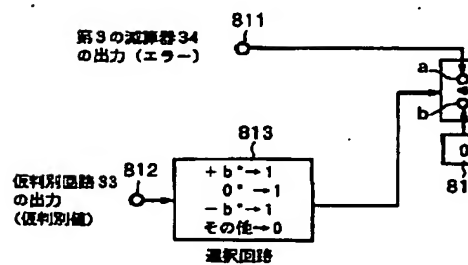 811
第3の減算器34
の出力（エラー）
a
b
0
81
813
仮判別回路33
の出力
(仮判別値)
812
+b*→1
0*→1
-b*→1
その他→0
選択回路